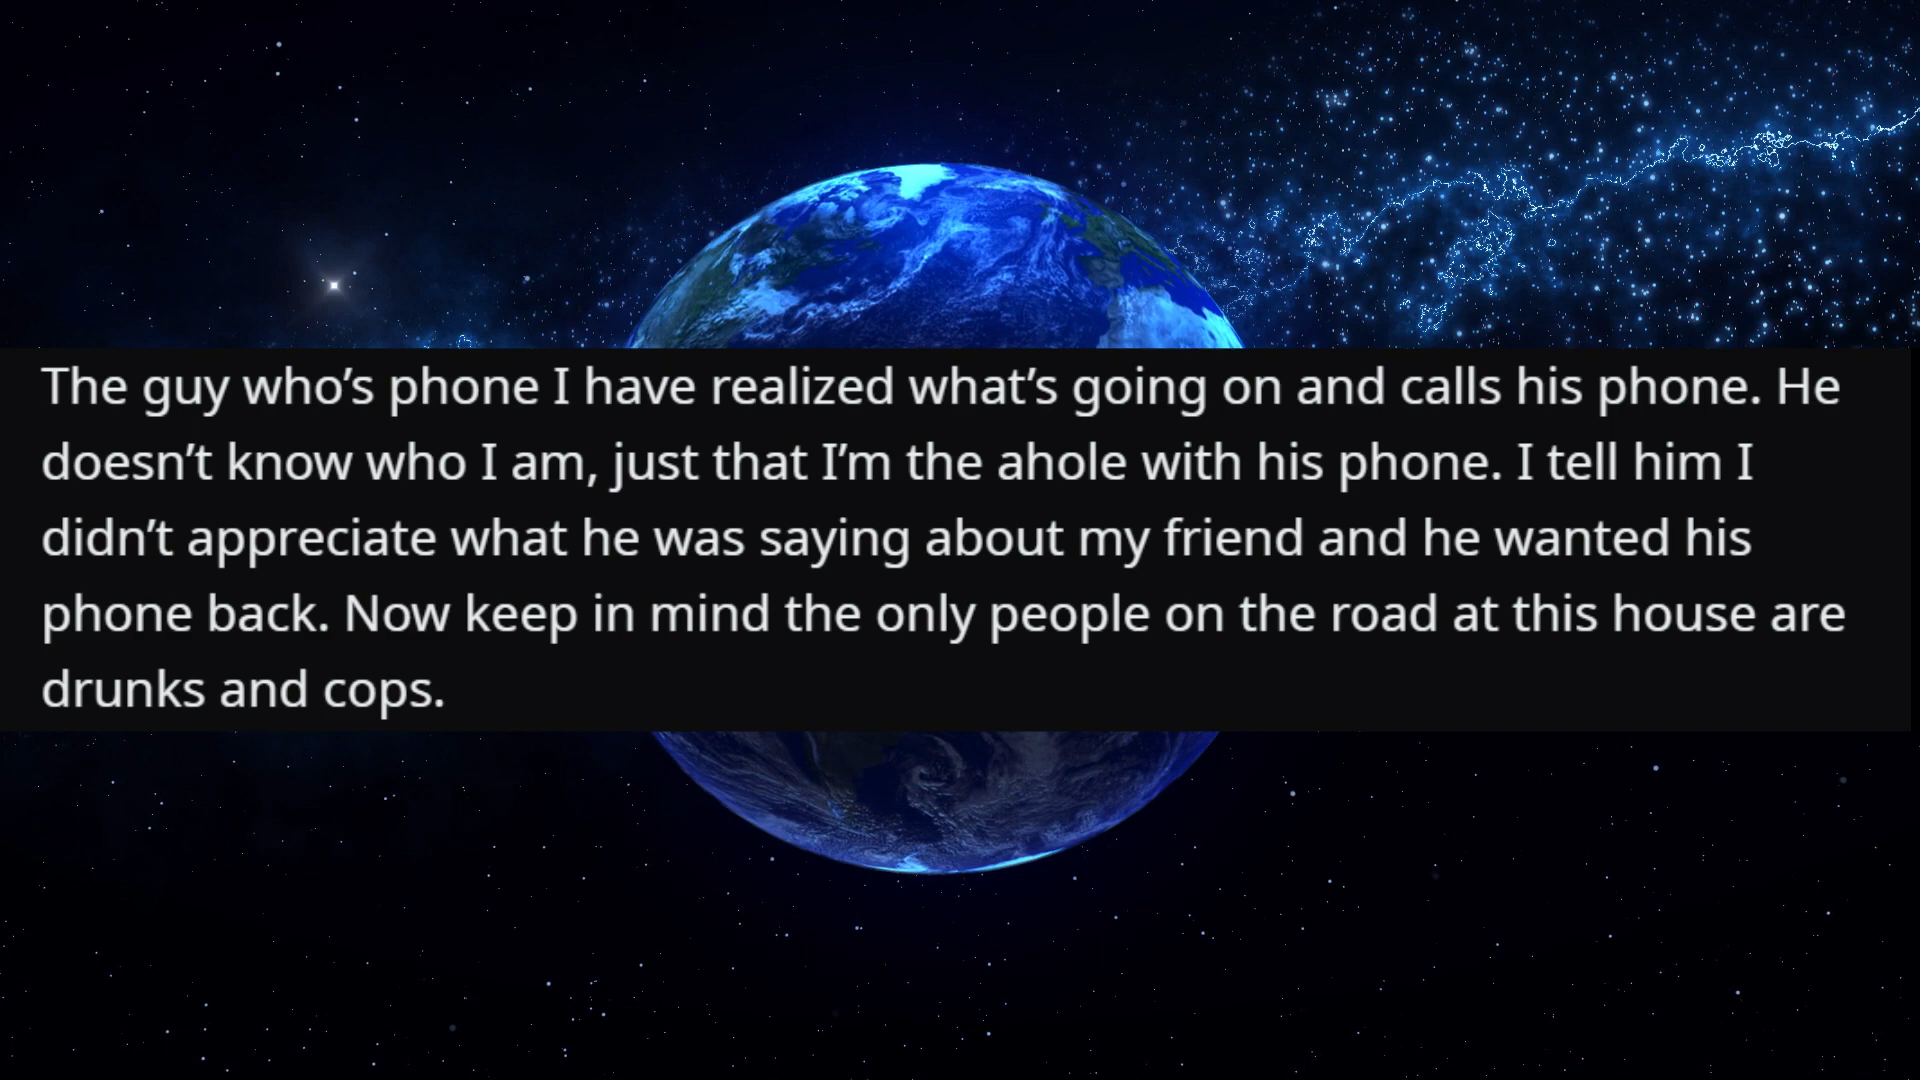 The guy who’s phone I have realized what’s going on and calls his phone. He
doesn’t know who I am, just that I’m the ahole with his phone. I tell him I
didn’t appreciate what he was saying about my friend and he wanted his
phone back. Now keep in mind the only people on the road at this house are
drunks and cops.